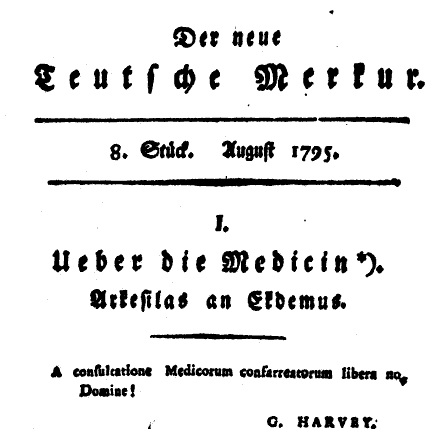 Der neue
Teutsche Merkur.
8. Stück. August 1795.
I.
Ueber die Medicin *).
Arkesilas an Ekdemus.
A consultatione Medicorum confarreatorum libera nos
Domine!
G. HARVEY.